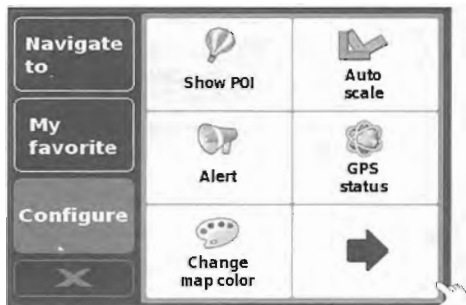 Navigate
to
My
favorite
Configure
Show POI
Auto
scale
Alert
GPS
status
Change
map color